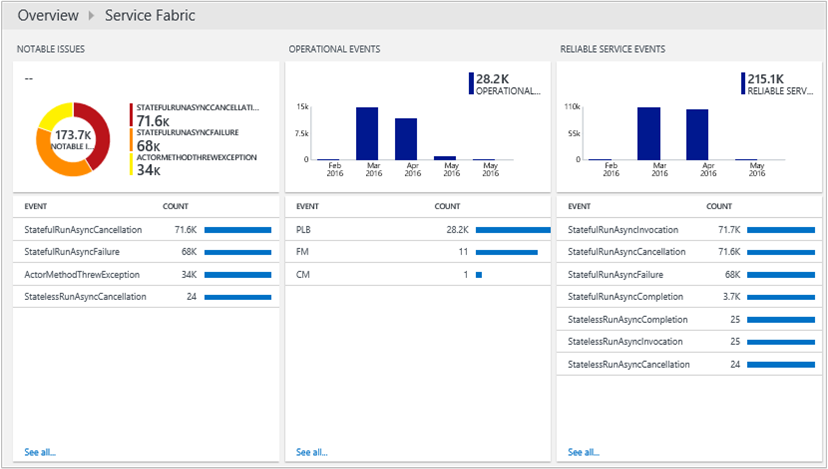 Overview Service Fabric
NOTABLE ISSUES
--
173.7K
NOTABLE I...
STATEFULRUNASYNCCANCELLATI...
71.6K
STATEFULRUNASYNCFAILURE
68K
ACTORMETHODTHREWEXCEPTION
34K
EVENT COUNT
StatefulRunAsyncCancellation 71.6K
StatefulRunAsyncFailure 68K
ActorMethodThrewException 34K
StatelessRunAsyncCancellation 24
See all...
OPERATIONAL EVENTS
28.2K
OPERATIONAL...
15k
7.5k
0
Feb Mar Apr May May
2016 2016 2016 2016 2016
EVENT COUNT
PLB 28.2K
FM 11
CM 1
See all...
RELIABLE SERVICE EVENTS
215.1K
RELIABLE SERV...
110k
55k
0
Feb Mar Apr May
2016 2016 2016 2016
EVENT COUNT
StatefulRunAsyncInvocation 71.7K
StatefulRunAsyncCancellation 71.6K
StatefulRunAsyncFailure 68K
StatefulRunAsyncCompletion 3.7K
StatelessRunAsyncCompletion 25
StatelessRunAsyncInvocation 25
StatelessRunAsyncCancellation 24
See all...